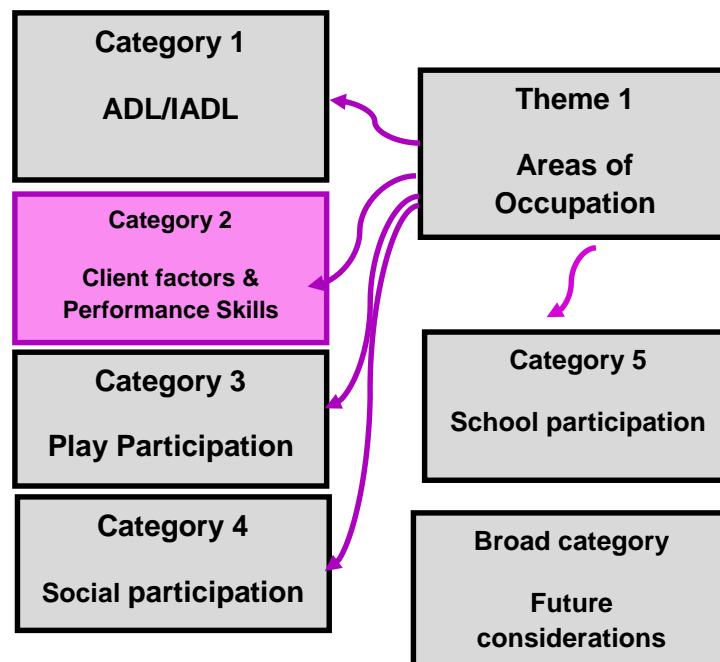 Category 1
ADL/IADL
Category 2
Client factors &
Performance Skills
Category 3
Play Participation
Category 4
Social participation
Theme 1
Areas of
Occupation
Category 5
School participation
Broad category
Future
considerations